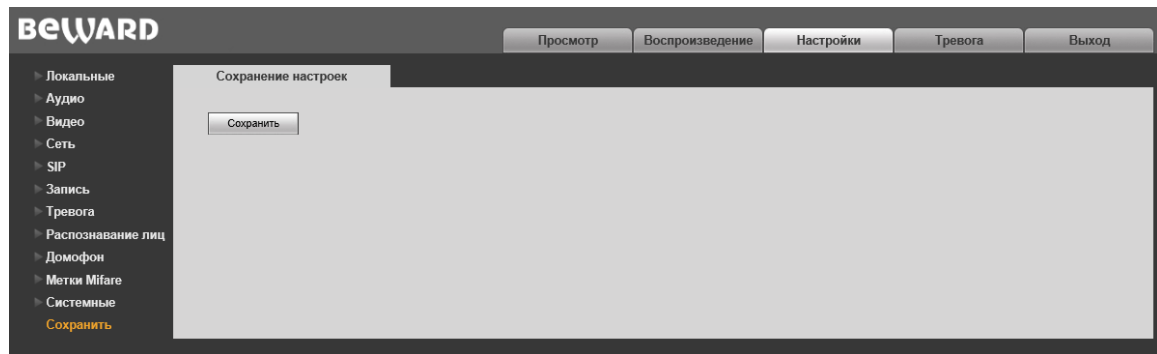 BEWARD
Просмотр
Воспроизведение
Настройки
Тревога
Выход
Локальные
Аудио
Видео
Сеть
SIP
Запись
Тревога
Распознавание лиц
Домофон
Метки Mifare
Системные
Сохранить
Сохранение настроек
Сохранить